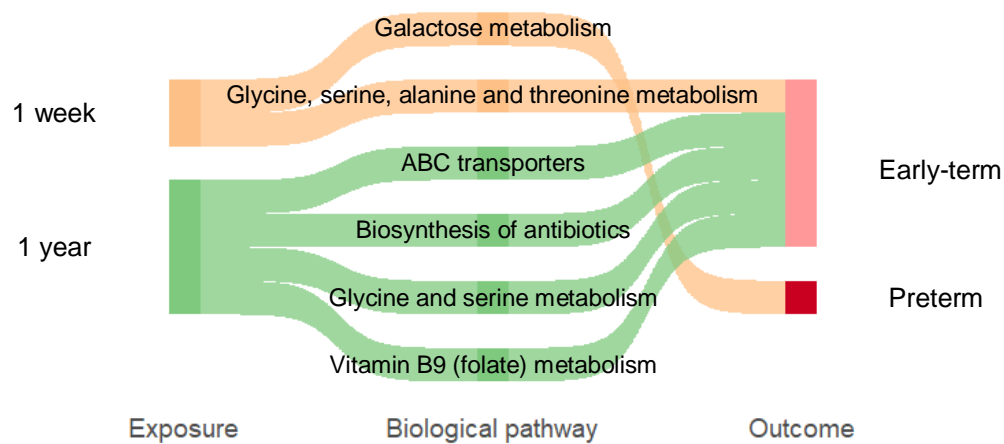 Galactose metabolism
1 week
Glycine, serine, alanine and threonine metabolism
ABC transporters
Early-term
Biosynthesis of antibiotics
1 year
Glycine and serine metabolism
Preterm
Vitamin B9 (folate) metabolism
Exposure
Biological pathway
Outcome